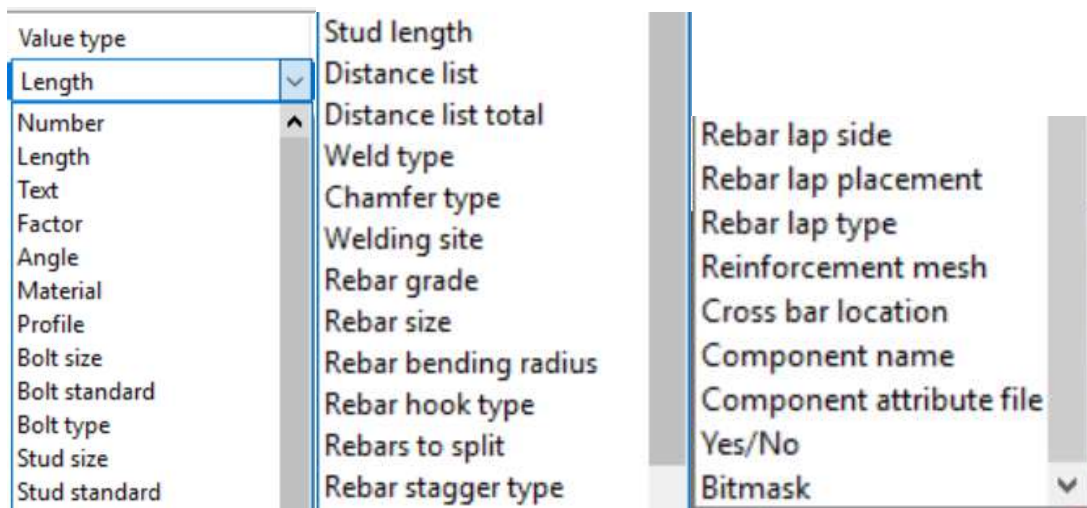 Value type
Length
Number
Length
Text
Factor
Angle
Material
Profile
Bolt size
Bolt standard
Bolt type
Stud size
Stud standard
Stud length
Distance list
Distance list total
Weld type
Chamfer type
Welding site
Rebar grade
Rebar size
Rebar bending radius
Rebar hook type
Rebars to split
Rebar stagger type
Rebar lap side
Rebar lap placement
Rebar lap type
Reinforcement mesh
Cross bar location
Component name
Component attribute file
Yes/No
Bitmask